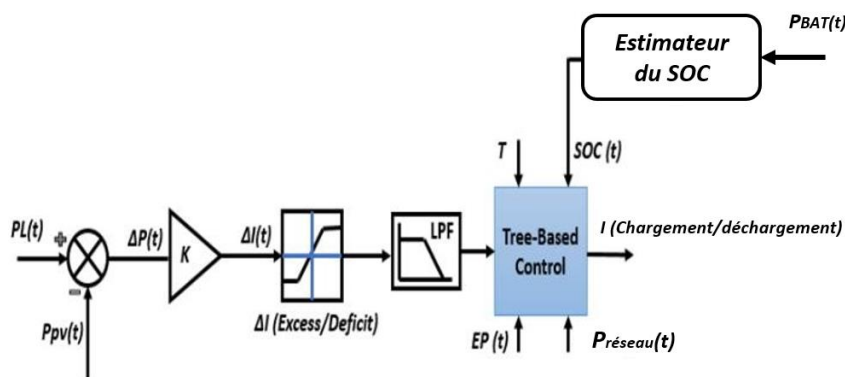 PBAT(t)
Estimateur
du SOC
T
SOC (t)
PL(t)
ΔP(t)
K
ΔI(t)
LPF
Tree-Based
Control
I (Chargement/déchargement)
ΔI (Excess/Deficit)
Ppv(t)
EP (t)
Préseau(t)